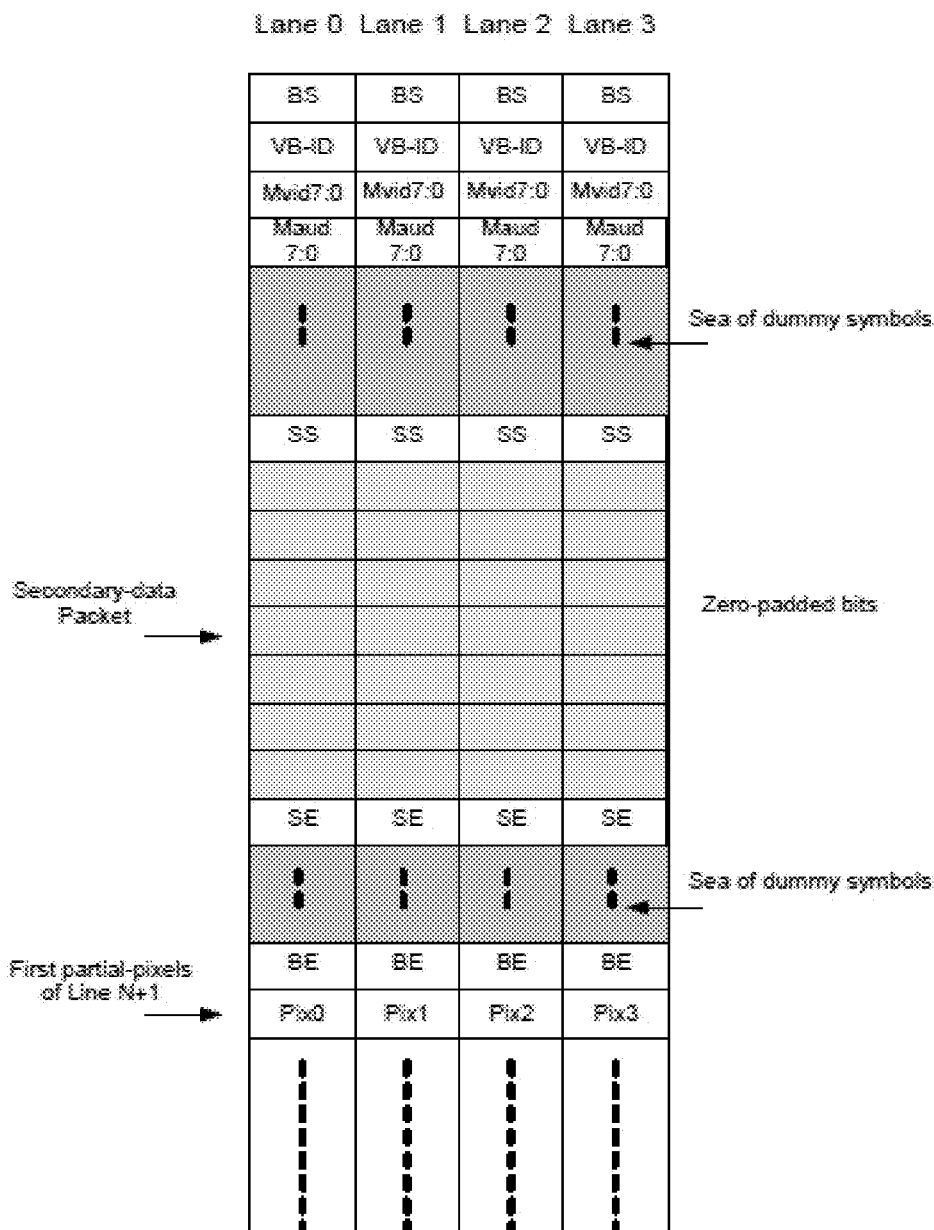 Lane 0 Lane 1 Lane 2 Lane 3
BS BS BS BS
VB-ID VB-ID VB-ID VB-ID
Mvid7:0 Mvid7:0 Mvid7:0 Mvid7:0
Maud Maud Maud Maud
7:0 7:0 7:0 7:0
Sea of dummy symbols
SS SS SS SS
Secondary-data
Packet
Zero-padded bits
SE SE SE SE
Sea of dummy symbols
BE BE BE BE
First partial-pixels
of Line N+1
Pix0 Pix1 Pix2 Pix3